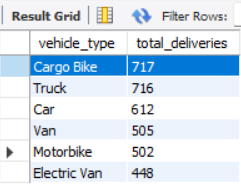 Result Grid Filter Rows:
vehicle_type total_deliveries
Cargo Bike 717
Truck 716
Car 612
Van 505
Motorbike 502
Electric Van 448